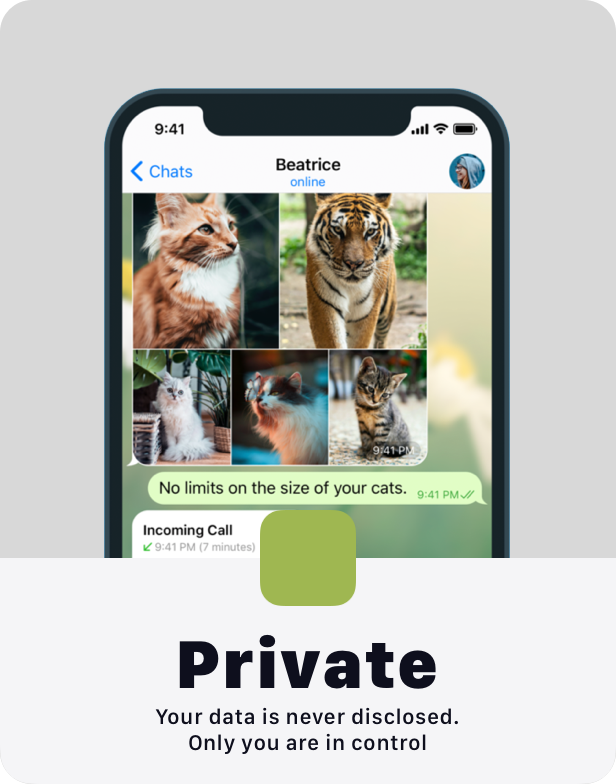 9:41
Chats
Beatrice
online
9:41 PM
No limits on the size of your cats.
9:41 PM
Incoming Call
9:41 PM (7 minutes)
Private
Your data is never disclosed.
Only you are in control